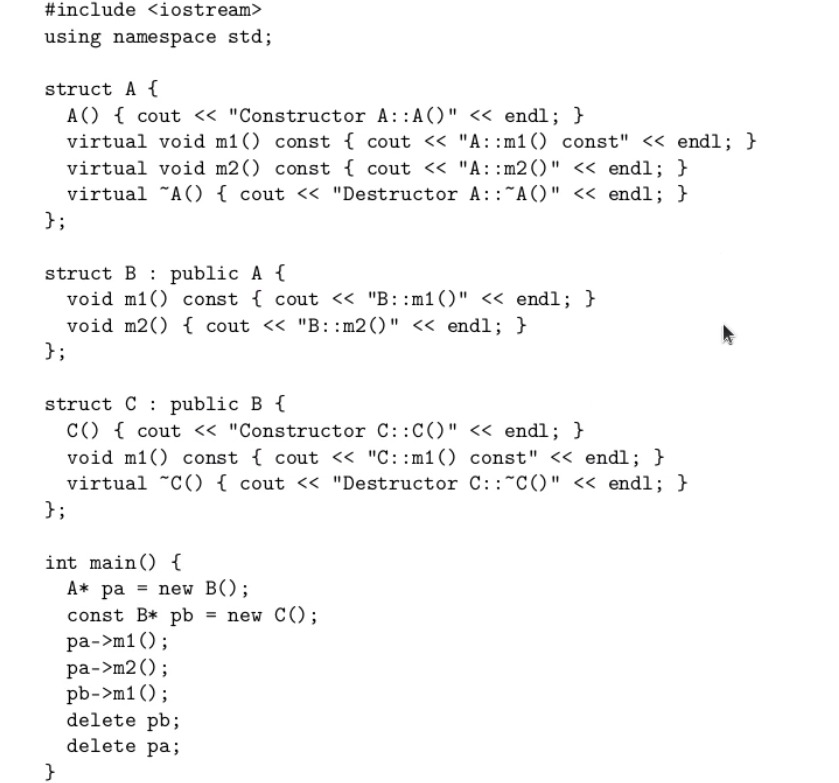 #include <iostream>
using namespace std;

struct A {
  A() { cout << "Constructor A::A()" << endl; }
  virtual void m1() const { cout << "A::m1() const" << endl; }
  virtual void m2() const { cout << "A::m2()" << endl; }
  virtual ~A() { cout << "Destructor A::~A()" << endl; }
};

struct B : public A {
  void m1() const { cout << "B::m1()" << endl; }
  void m2() { cout << "B::m2()" << endl; }
};

struct C : public B {
  C() { cout << "Constructor C::C()" << endl; }
  void m1() const { cout << "C::m1() const" << endl; }
  virtual ~C() { cout << "Destructor C::~C()" << endl; }
};

int main() {
  A* pa = new B();
  const B* pb = new C();
  pa->m1();
  pa->m2();
  pb->m1();
  delete pb;
  delete pa;
}